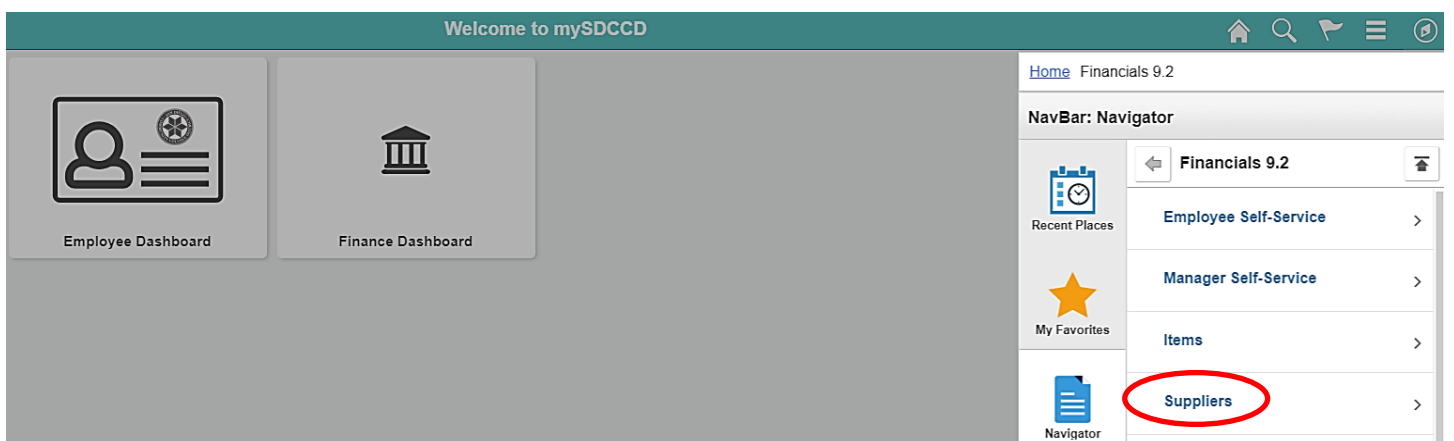 Welcome to mySDCCD
Employee Dashboard
Finance Dashboard
Home Financials 9.2
NavBar: Navigator
Recent Places
My Favorites
Navigator
Financials 9.2
Employee Self-Service
Manager Self-Service
Items
Suppliers